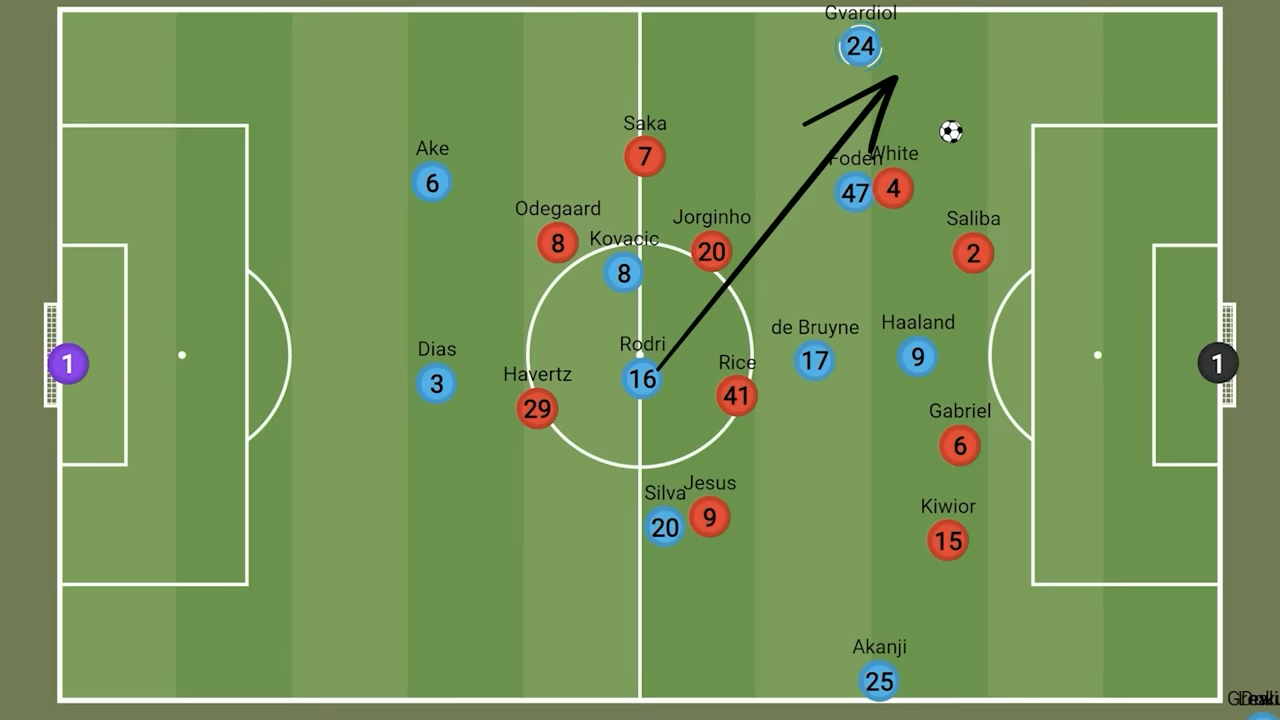 Gvardiol
24
Saka
7
Ake
6
Foden
47
White
4
Odegaard
8
Kovacic
8
Jorginho
20
Saliba
2
Rodri
16
de Bruyne
17
Haaland
9
1
1
Dias
3
Havertz
29
Rice
41
Gabriel
6
Silva
20
Jesus
9
Kiwior
15
Akanji
25